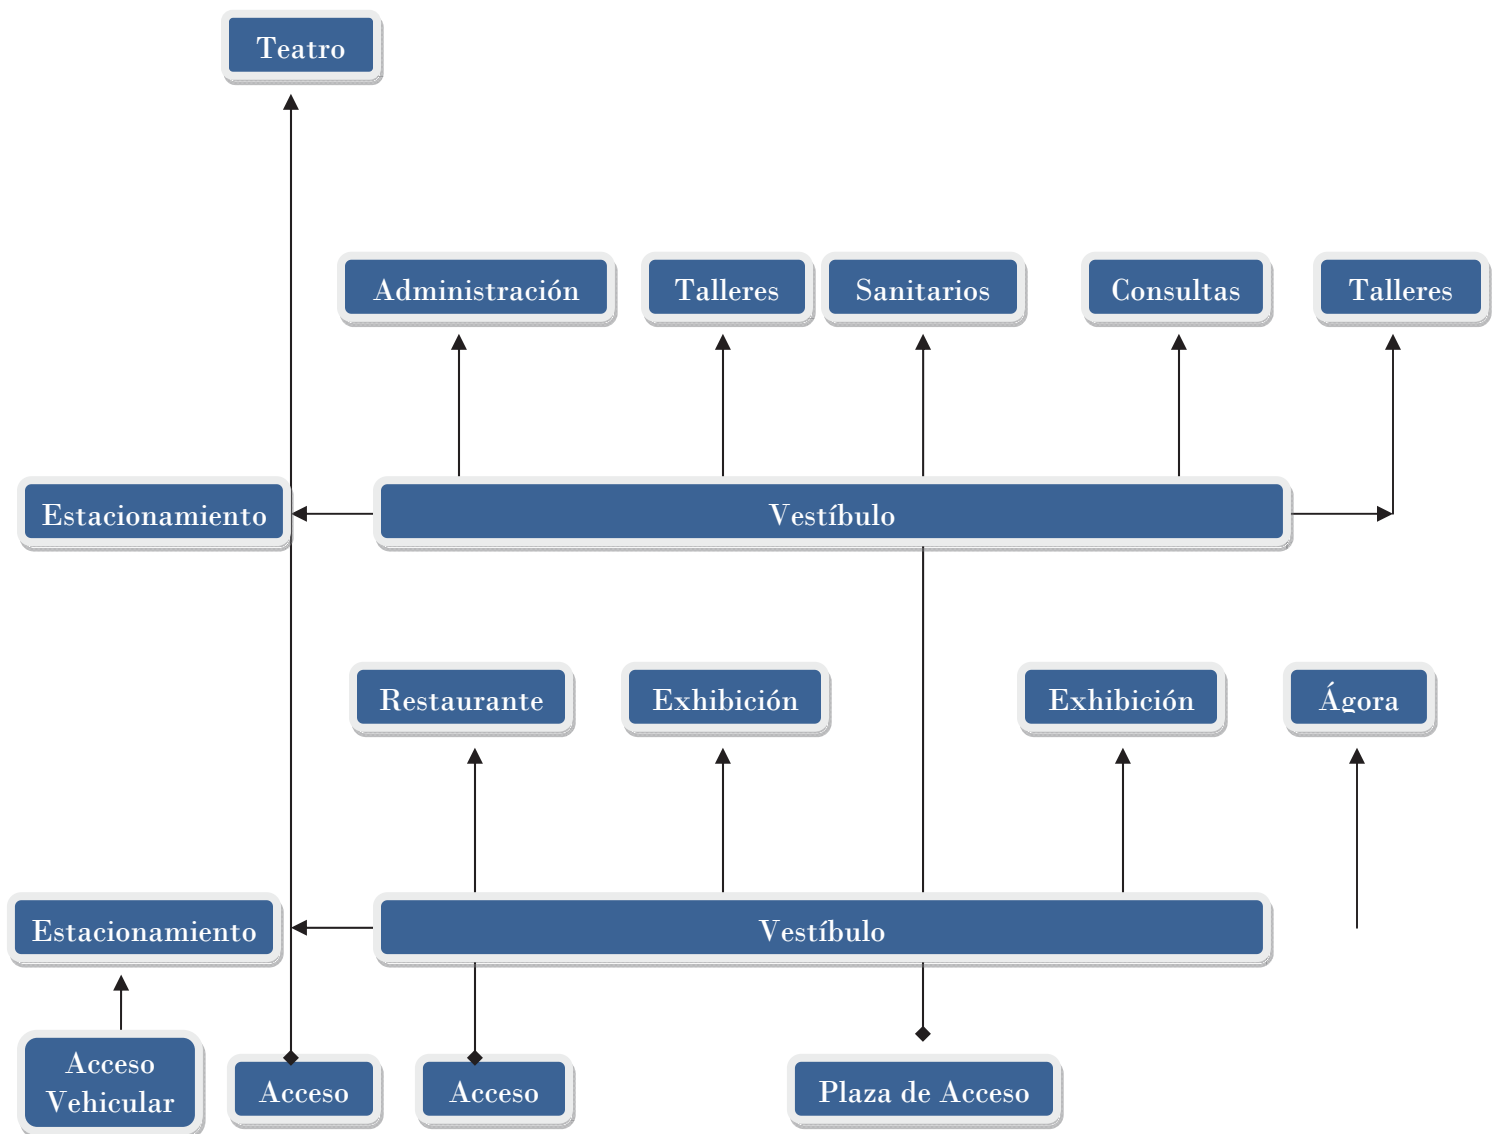 Teatro
Administración
Talleres
Sanitarios
Consultas
Talleres
Estacionamiento
Vestíbulo
Restaurante
Exhibición
Exhibición
Ágora
Estacionamiento
Vestíbulo
Acceso
Vehicular
Acceso
Acceso
Plaza de Acceso